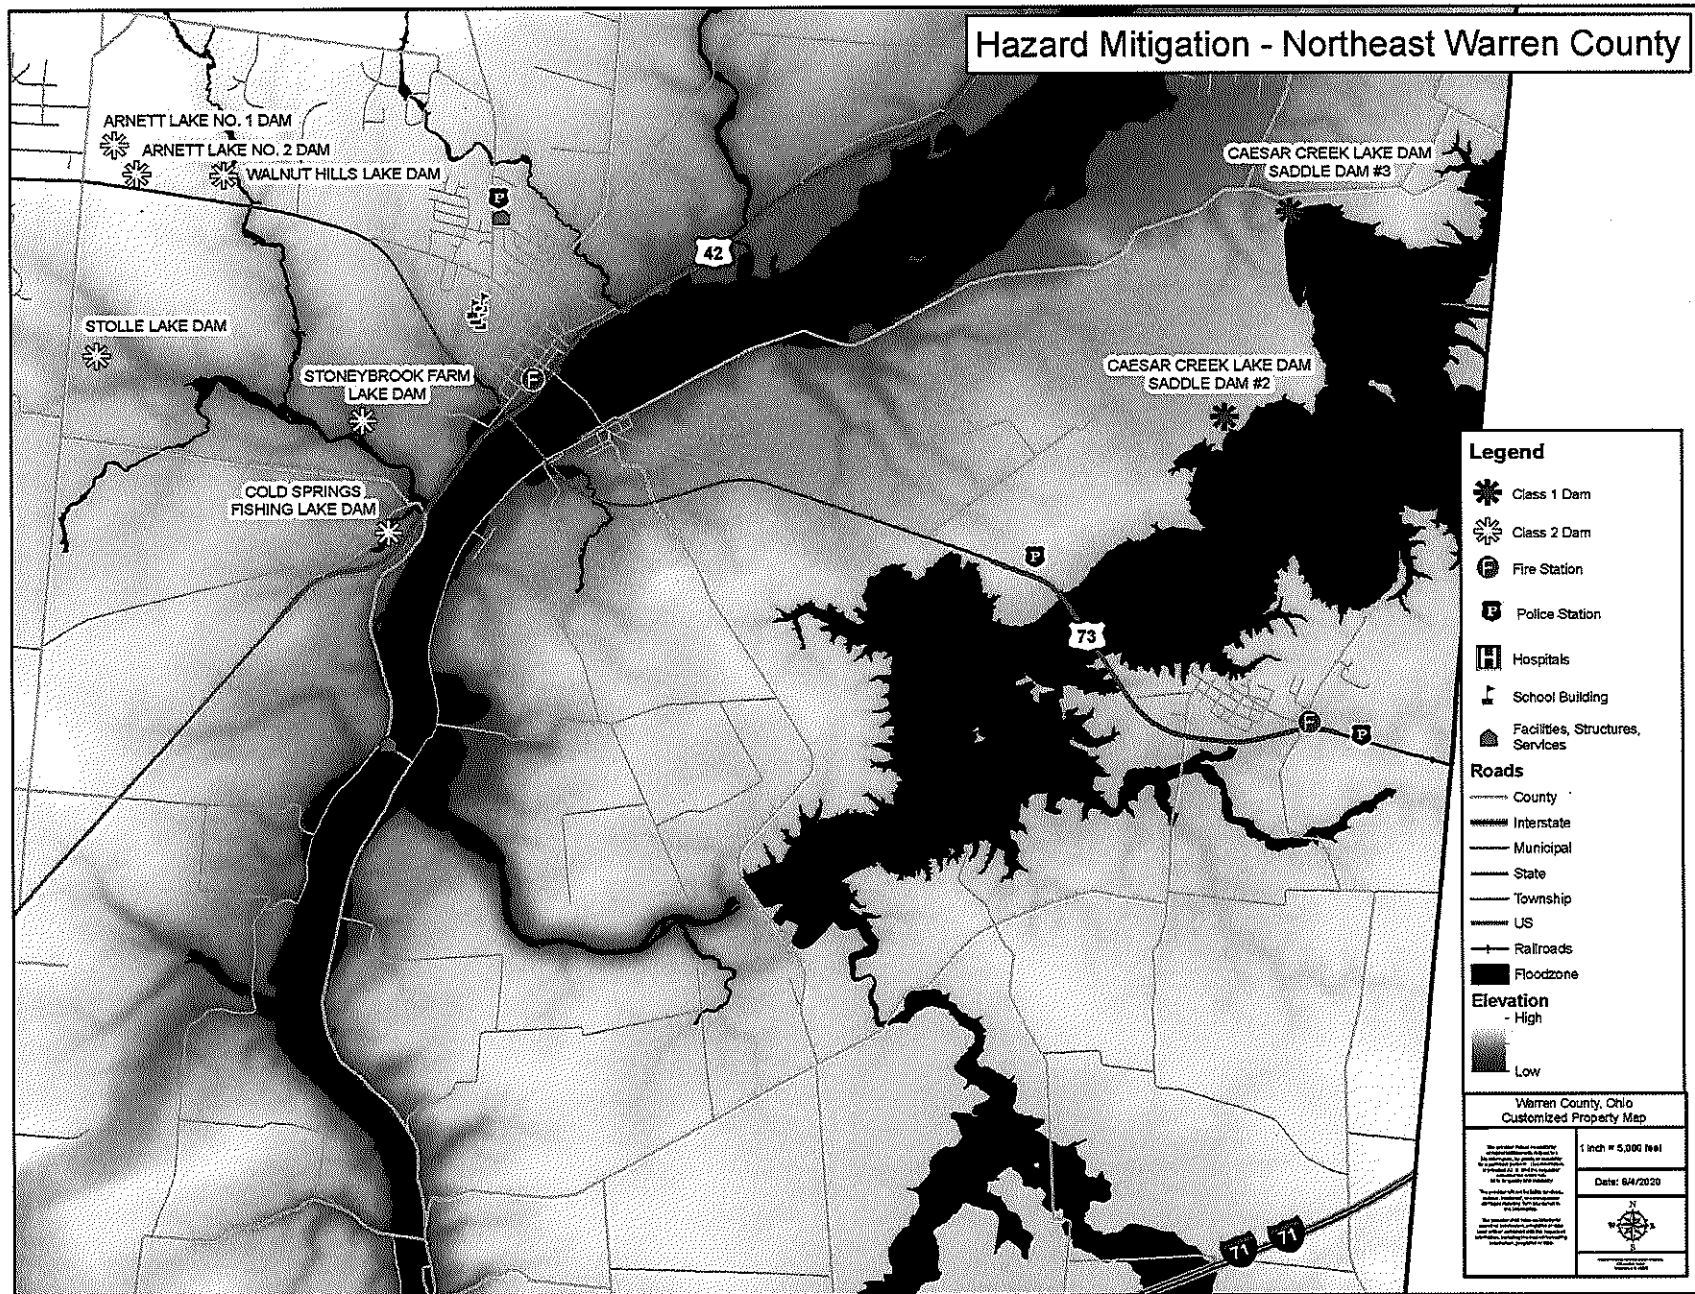 Hazard Mitigation - Northeast Warren County
ARNETT LAKE NO. 1 DAM
ARNETT LAKE NO. 2 DAM
WALNUT HILLS LAKE DAM
CAESAR CREEK LAKE DAM
SADDLE DAM #3
P
42
STOLLE LAKE DAM
STONEYBROOK FARM
LAKE DAM
F
CAESAR CREEK LAKE DAM
SADDLE DAM #2
COLD SPRINGS
FISHING LAKE DAM
P
73
F
P
71
71
Legend
Class 1 Dam
Class 2 Dam
F Fire Station
P Police Station
H Hospitals
School Building
Facilities, Structures,
Services
Roads
County
Interstate
Municipal
State
Township
US
Railroads
Floodzone
Elevation
- High
Low
Warren County, Ohio
Customized Property Map
1 inch = 5,000 feet
Date: 6/4/2020
N
W
E
S